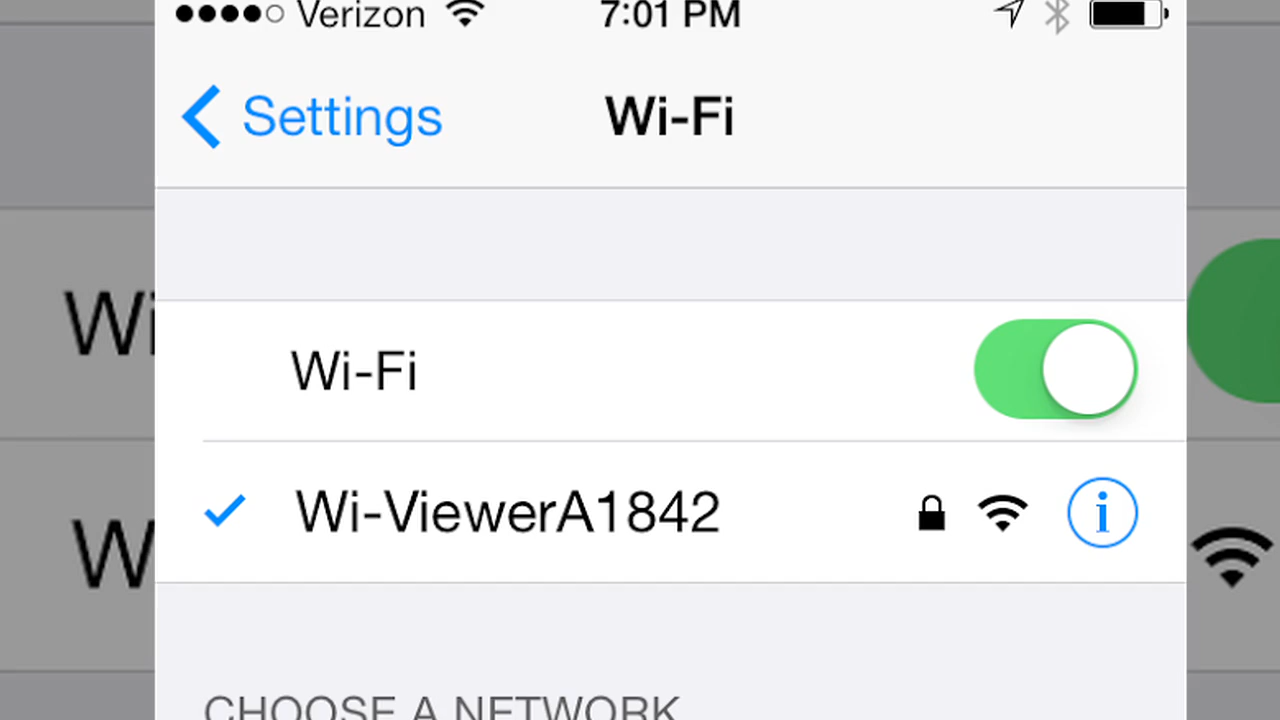 Verizon 7:01 PM
Settings Wi-Fi
Wi-Fi
Wi-ViewerA1842
CHOOSE A NETWORK